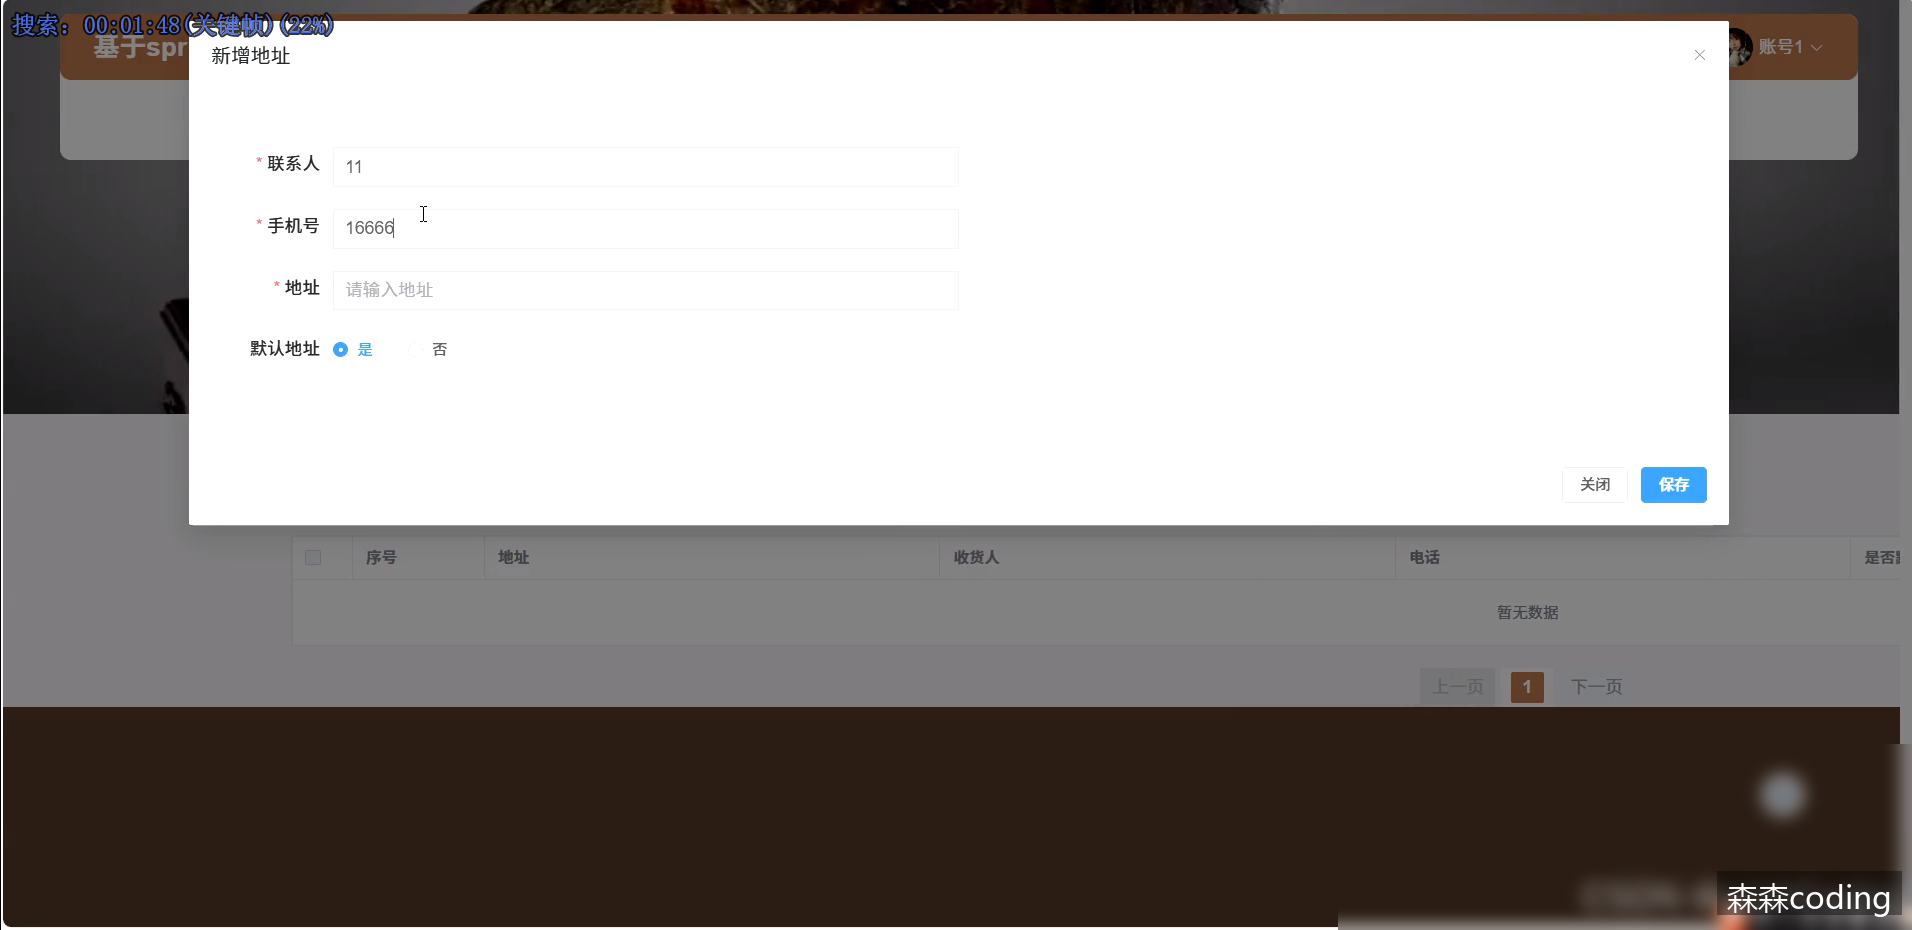 搜索: 00:01:48(关键帧)(22%)
基于spr
账号1
新增地址
* 联系人 11
* 手机号 16666
* 地址 请输入地址
默认地址 是 否
关闭 保存
序号 地址 收货人 电话 是否
暂无数据
上一页 1 下一页
森森coding